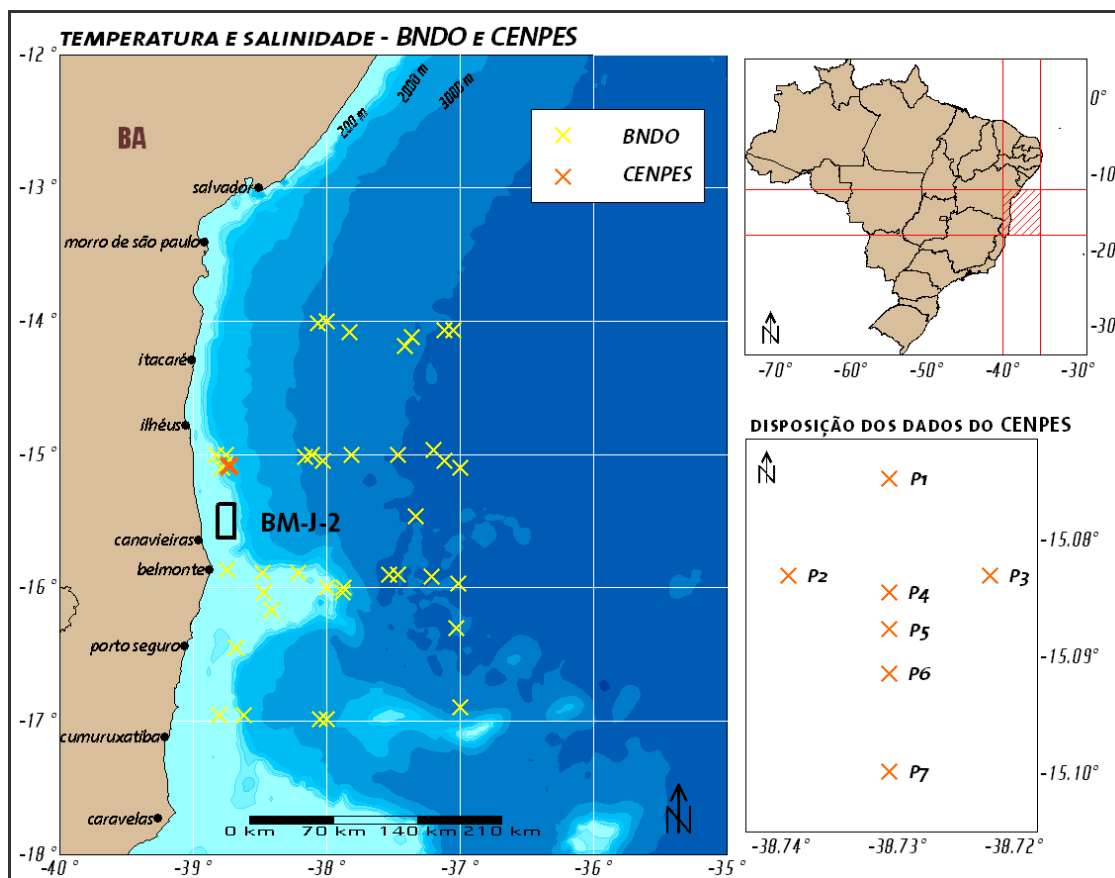 TEMPERATURA E SALINIDADE - BNDO E CENPES
-12°
-13°
-14°
-15°
-16°
-17°
-18°
-40°
-39°
-38°
-37°
-36°
-35°
200 m
2000 m
3000 m
BA
BNDO
CENPES
salvador
morro de são paulo
itacaré
ilhéus
BM-J-2
canavieiras
belmonte
porto seguro
cumuruxatiba
caravelas
0 km 70 km 140 km 210 km
N
0°
-10°
-20°
-30°
N
-70° -60° -50° -40° -30°
DISPOSIÇÃO DOS DADOS DO CENPES
N
P1
-15.08°
P2
P3
P4
P5
-15.09°
P6
P7
-15.10°
-38.74° -38.73° -38.72°